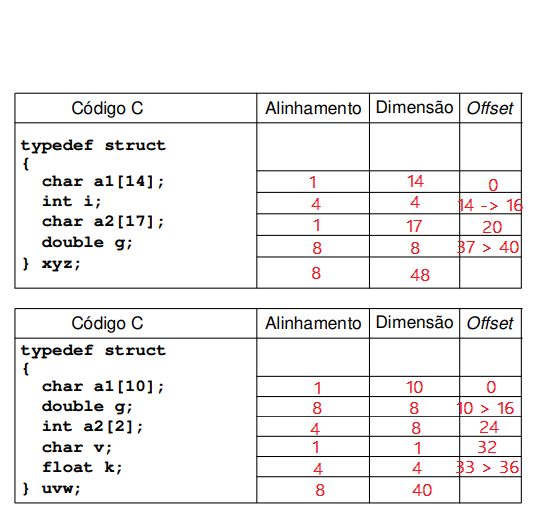 Código C Alinhamento Dimensão Offset
typedef struct
{
char a1[14]; 1 14 0
int i; 4 4 14 -> 16
char a2[17]; 1 17 20
double g; 8 8 37 > 40
} xyz; 8 48
Código C Alinhamento Dimensão Offset
typedef struct
{
char a1[10]; 1 10 0
double g; 8 8 10 > 16
int a2[2]; 4 8 24
char v; 1 1 32
float k; 4 4 33 > 36
} uvw; 8 40